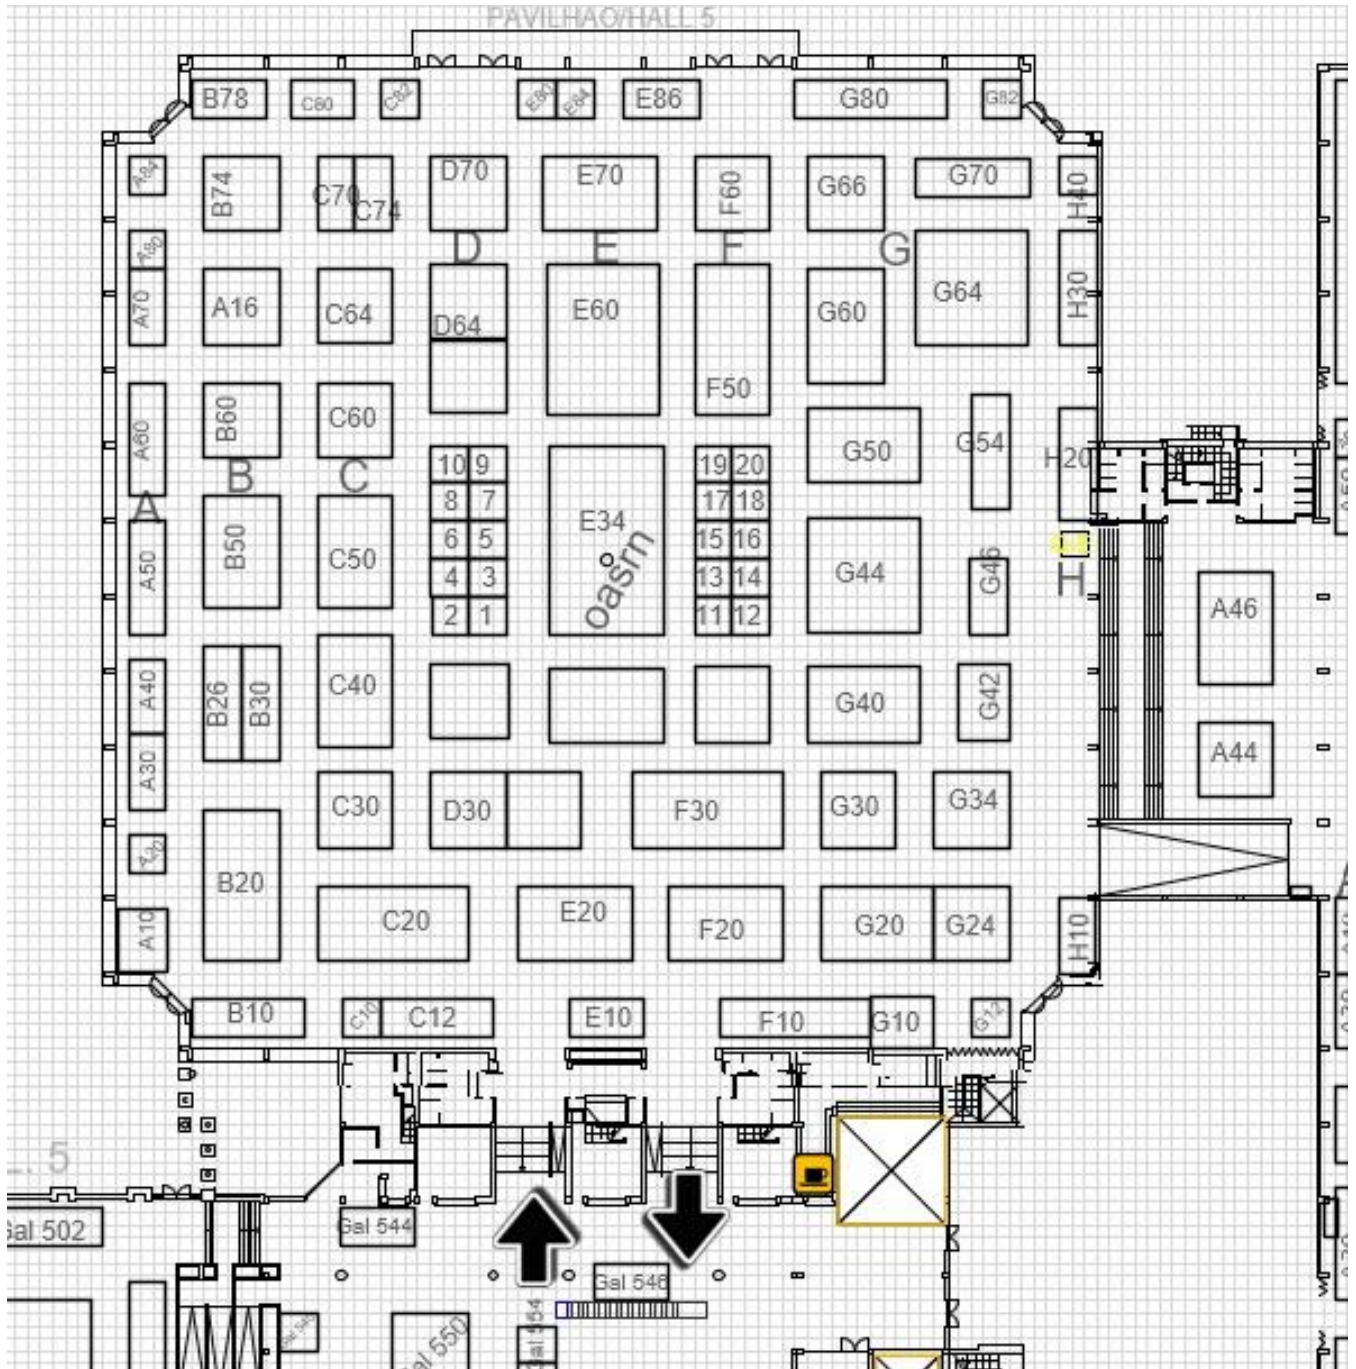 PAVILHAO/HALL 5
B78 C80 C82 E80 E84 E86 G80 G82
A84 B74 C70 C74 D70 E70 F60 G66 G70 H40
A80 D E F G
A70 A16 C64 D64 E60 G60 G64 H30
F50
A60 B60 C60 G50 G54 H20
10 9 19 20
B C
8 7 17 18
A
E34
6 5 15 16
A50 B50 C50 oasrn G44 G46 H
4 3 13 14
2 1 11 12
A46
A40 B26 B30 C40 G40 G42
A44
A30 C30 D30 F30 G30 G34
A20
B20
A10 C20 E20 F20 G20 G24 H10
B10 C10 C12 E10 F10 G10 G12
5
Gal 502 Gal 544
Gal 546
Gal 550 Gal 554